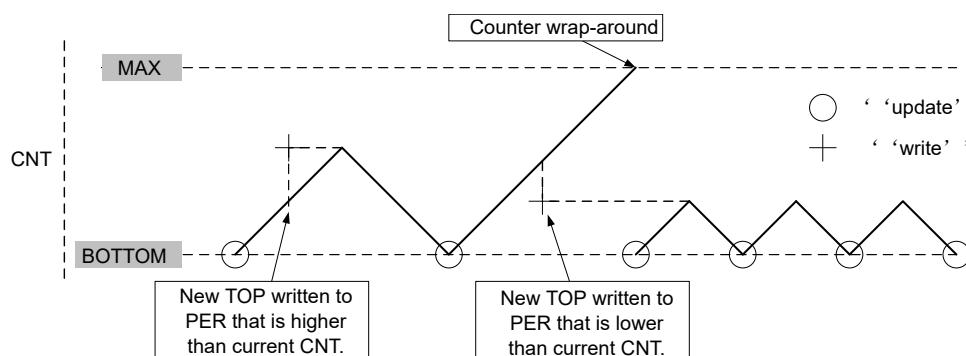 Counter wrap-around
MAX
‘ ‘update’
CNT
‘ ‘write’ ’
BOTTOM
New TOP written to
PER that is higher
than current CNT.
New TOP written to
PER that is lower
than current CNT.